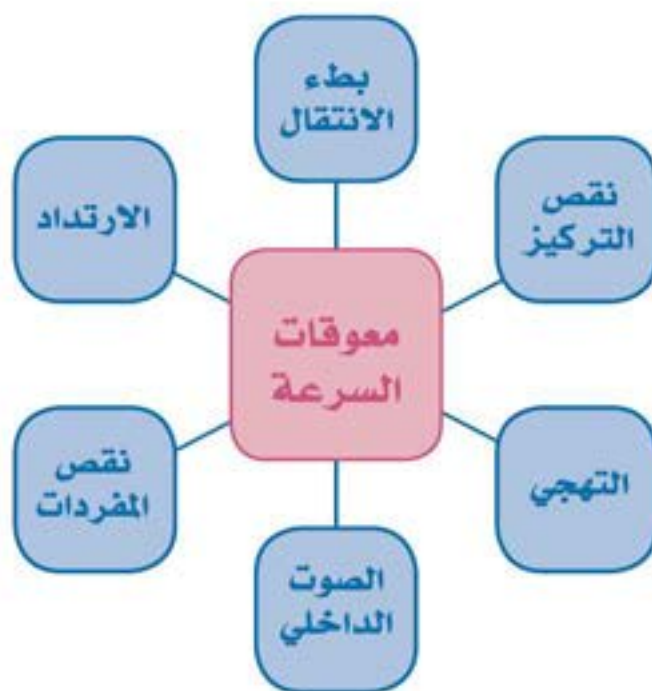 بطء
الانتقال
نقص
التركيز
الارتداد
معوقات
السرعة
التهجي
نقص
المفردات
الصوت
الداخلي